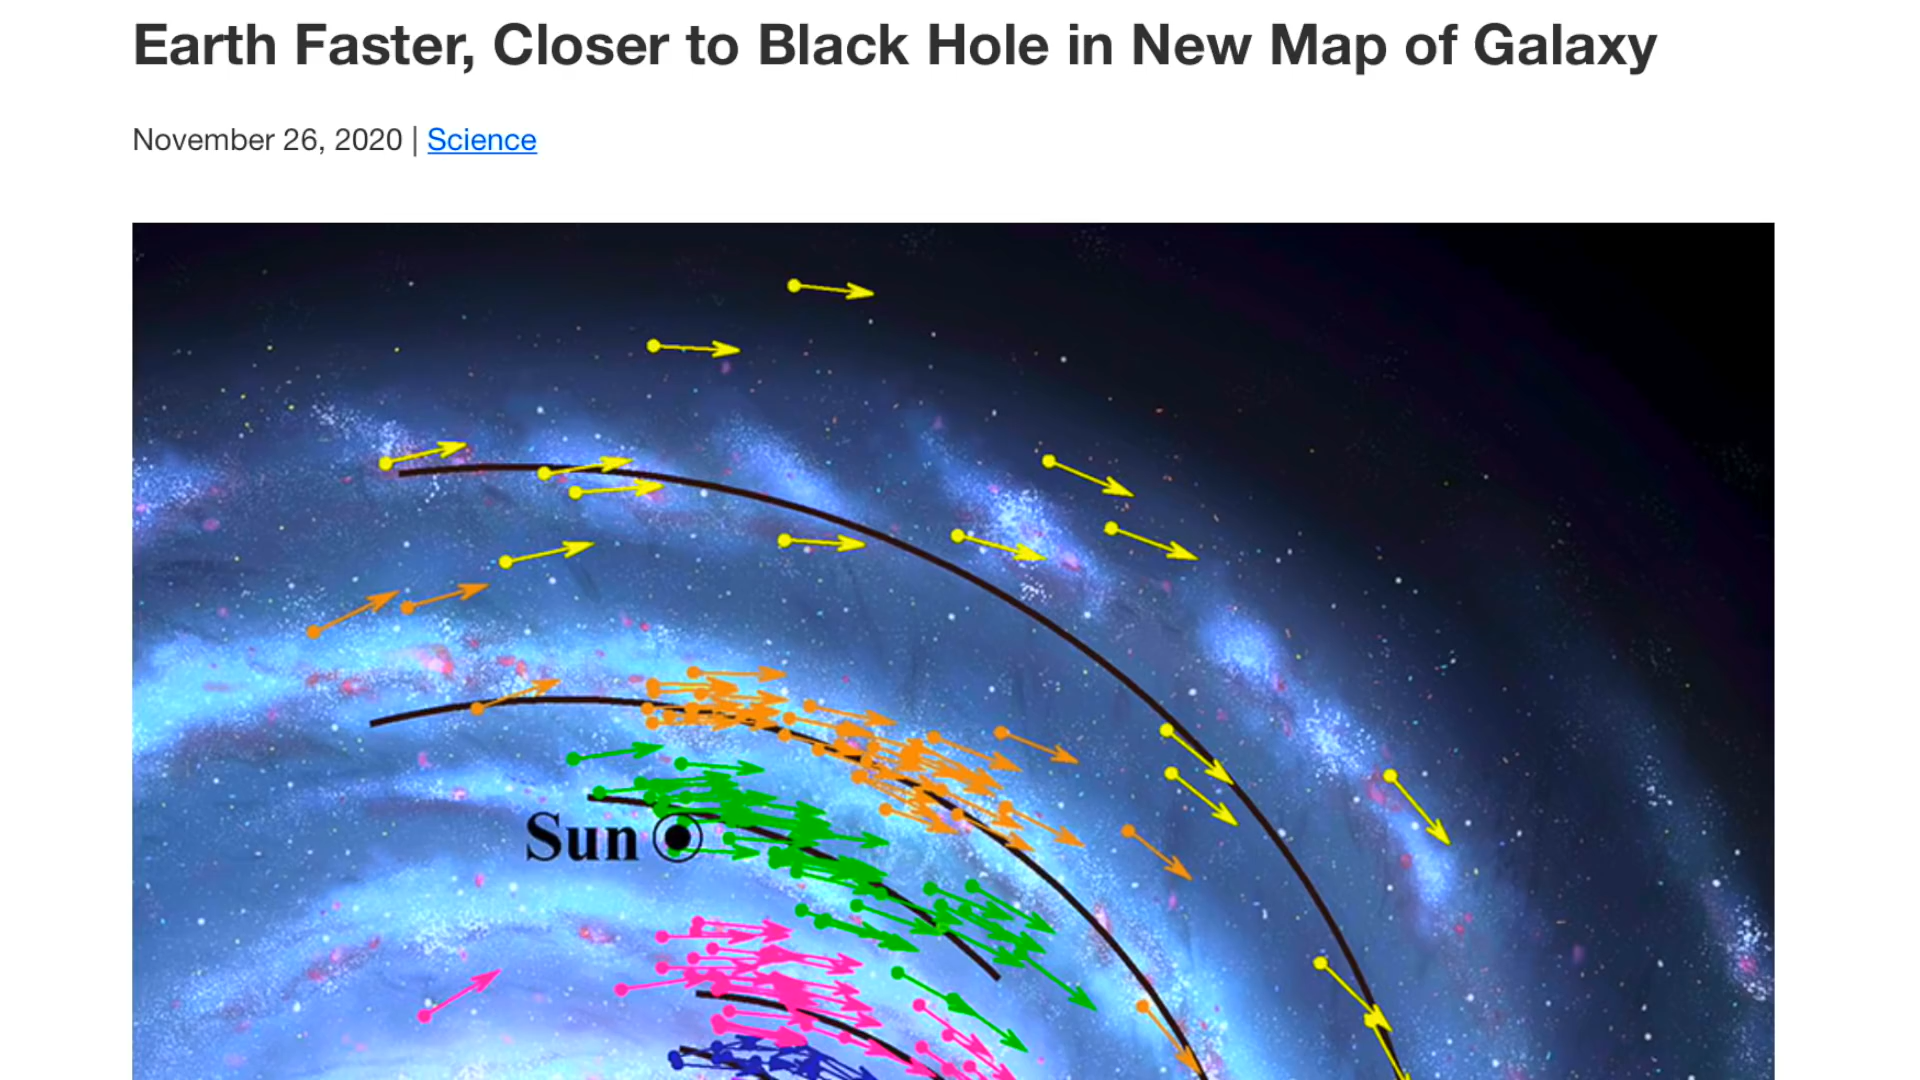 Earth Faster, Closer to Black Hole in New Map of Galaxy
November 26, 2020 | Science
Sun